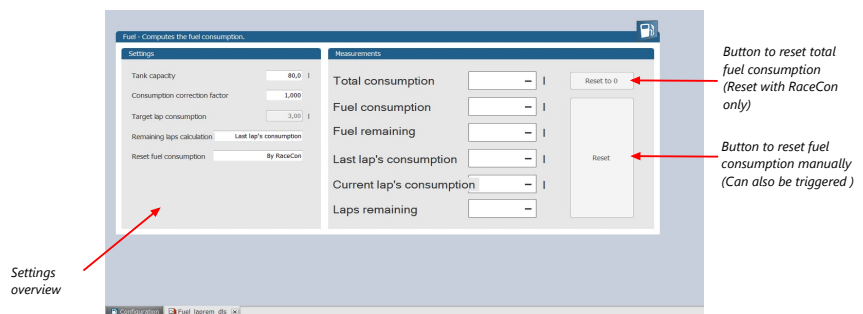 Fuel - Computes the fuel consumption.
Settings
Tank capacity 80,0 l
Consumption correction factor 1,000
Target lap consumption 3,00 l
Remaining laps calculation Last lap's consumption
Reset fuel consumption By RaceCon
Measurements
Total consumption – l Reset to 0
Fuel consumption – l
Fuel remaining – l
Last lap's consumption – l Reset
Current lap's consumption – l
Laps remaining –
Button to reset total
fuel consumption
(Reset with RaceCon
only)
Button to reset fuel
consumption manually
(Can also be triggered )
Settings
overview
Configuration Fuel_laprem_dls